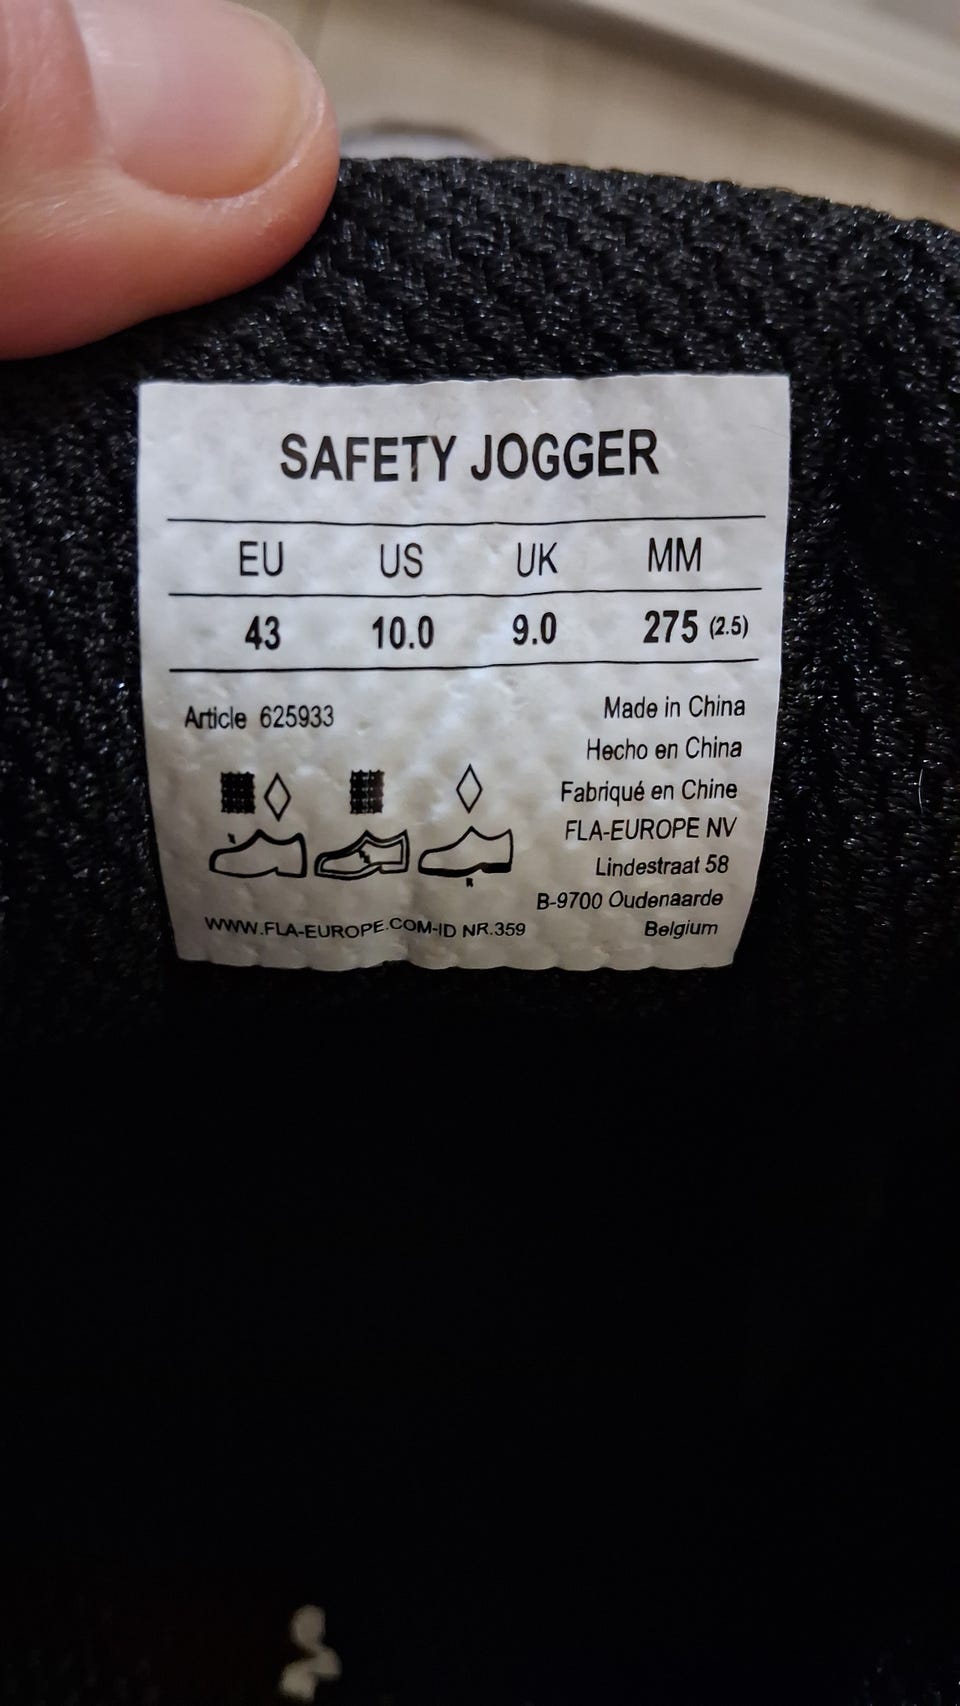 SAFETY JOGGER
EU US UK MM
43 10.0 9.0 275 (2.5)
Article 625933
Made in China
Hecho en China
Fabriqué en Chine
FLA-EUROPE NV
Lindestraat 58
B-9700 Oudenaarde
Belgium
WWW.FLA-EUROPE.COM-ID NR.359